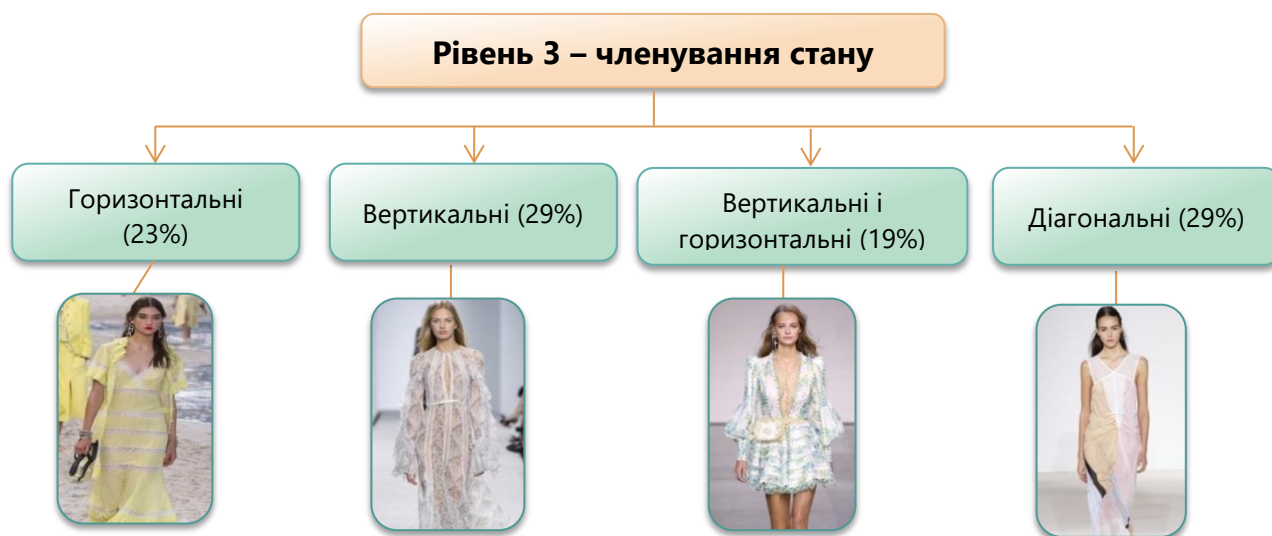 Рівень 3 – членування стану
Горизонтальні
(23%)
Вертикальні (29%)
Вертикальні і
горизонтальні (19%)
Діагональні (29%)